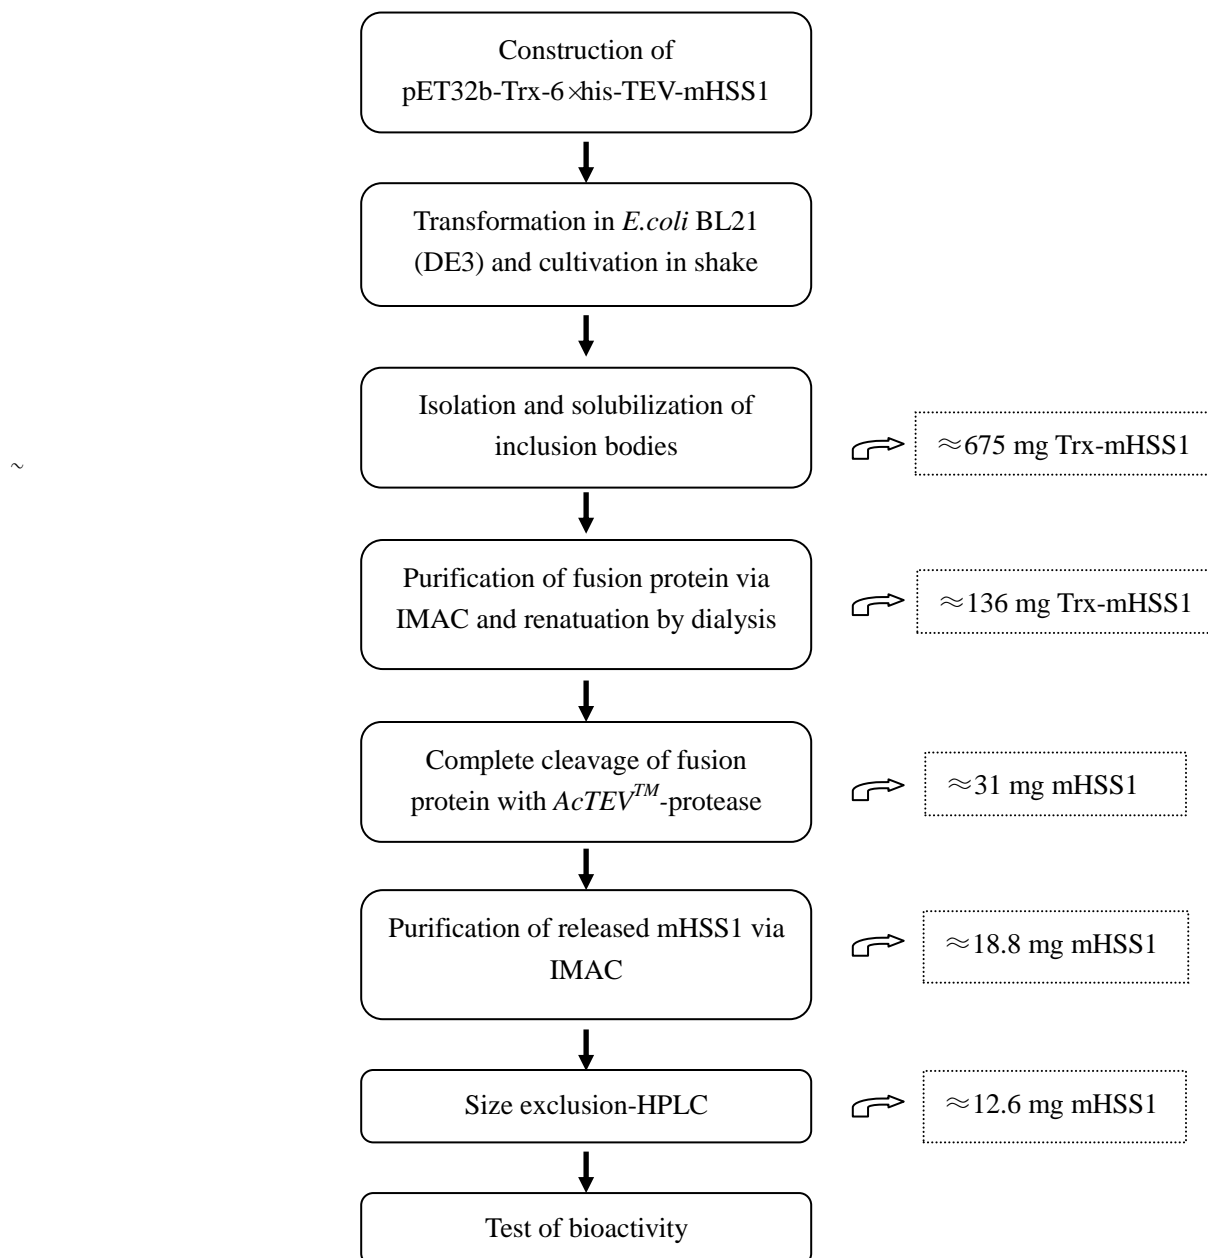 Construction of
pET32b-Trx-6×his-TEV-mHSS1
Transformation in E.coli BL21
(DE3) and cultivation in shake
Isolation and solubilization of
inclusion bodies
≈675 mg Trx-mHSS1
~
Purification of fusion protein via
IMAC and renatuation by dialysis
≈136 mg Trx-mHSS1
Complete cleavage of fusion
protein with AcTEV™-protease
≈31 mg mHSS1
Purification of released mHSS1 via
IMAC
≈18.8 mg mHSS1
Size exclusion-HPLC
≈12.6 mg mHSS1
Test of bioactivity